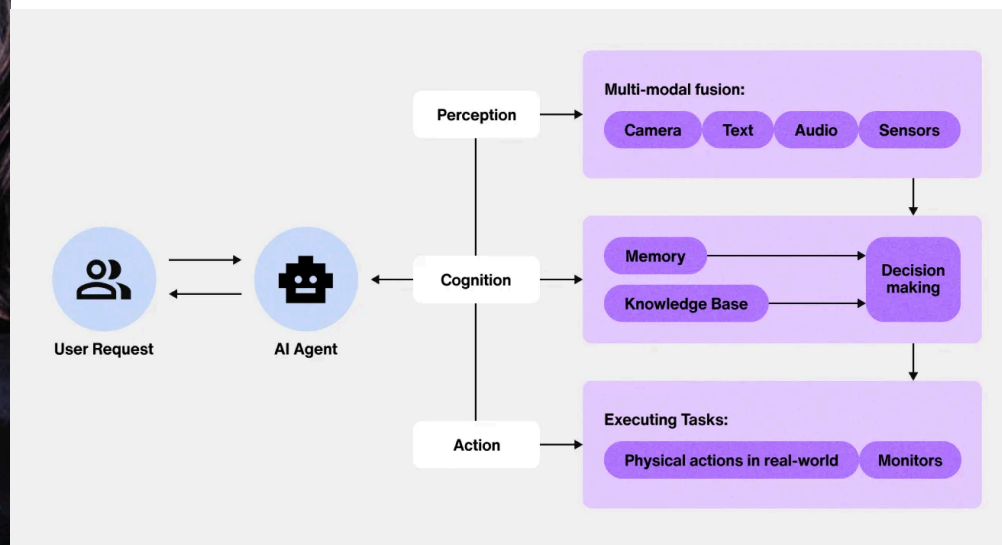 Perception
Multi-modal fusion:
Camera
Text
Audio
Sensors
User Request
AI Agent
Cognition
Memory
Knowledge Base
Decision
making
Action
Executing Tasks:
Physical actions in real-world
Monitors